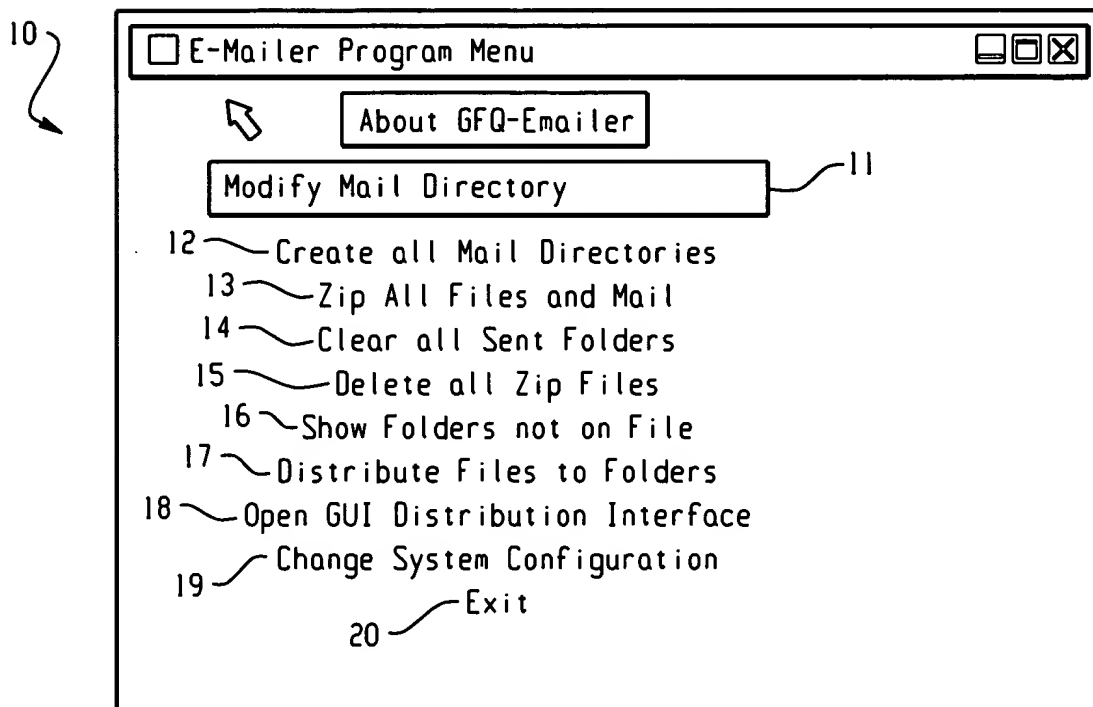 10
E-Mailer Program Menu
About GFQ-Emailer
Modify Mail Directory 11
12 Create all Mail Directories
13 Zip All Files and Mail
14 Clear all Sent Folders
15 Delete all Zip Files
16 Show Folders not on File
17 Distribute Files to Folders
18 Open GUI Distribution Interface
19 Change System Configuration
20 Exit